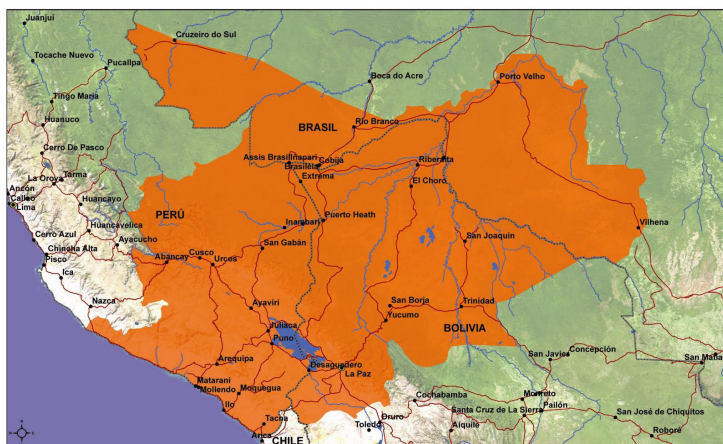 Juanjui
Cruzeiro do Sul
Tocache Nuevo
Pucallpa
Boca do Acre
Porto Velho
Tingo Maria
Huanuco
Rio Branco
BRASIL
Cerro De Pasco
Assis Brasil
Inapari
Brasileia
Cobija
Riberalta
La Oroya
Tarma
Extrema
El Choro
Ancón
Callao
Lima
Huancayo
PERÚ
Puerto Heath
Inambari
Vilhena
Cerro Azul
Huancavelica
San Joaquin
Chincha Alta
Ayacucho
San Gabán
Pisco
Abancay
Cusco
Urcos
Ica
Nazca
Ayaviri
San Borja
Trinidad
Yucumo
Juliaca
BOLIVIA
Puno
Arequipa
Desaguadero
La Paz
San Javier
Concepción
San Matia
Matarani
Mollendo
Moquegua
Ilo
Cochabamba
Montero
Santa Cruz de La Sierra
Pailón
Tacna
Toledo
Oruro
Aiquile
San José de Chiquitos
Roboré
Arica
CHILE